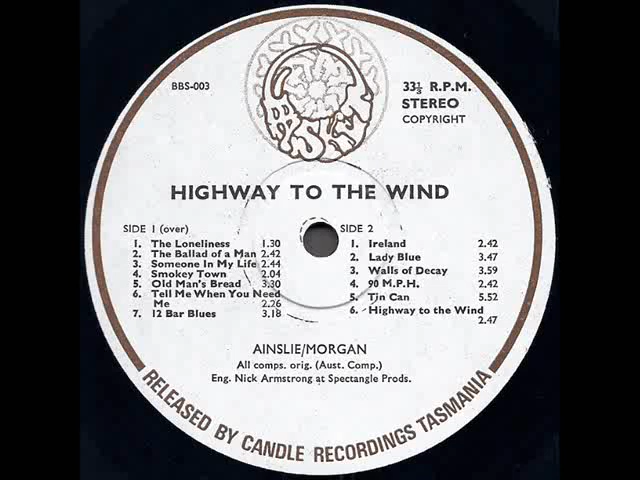 BASKET
BBS-003
33⅓ R.P.M.
STEREO
COPYRIGHT
HIGHWAY TO THE WIND
SIDE 1 (over)
1. The Loneliness 1.30
2. The Ballad of a Man 2.42
3. Someone In My Life 2.44
4. Smokey Town 2.04
5. Old Man's Bread 3.30
6. Tell Me When You Need
Me 2.26
7. 12 Bar Blues 3.18
SIDE 2
1. Ireland 2.42
2. Lady Blue 3.47
3. Walls of Decay 3.59
4. 90 M.P.H. 2.42
5. Tin Can 5.52
6. Highway to the Wind
2.47
AINSLIE/MORGAN
All comps. orig. (Aust. Comp.)
Eng. Nick Armstrong at Spectangle Prods.
RELEASED BY CANDLE RECORDINGS TASMANIA